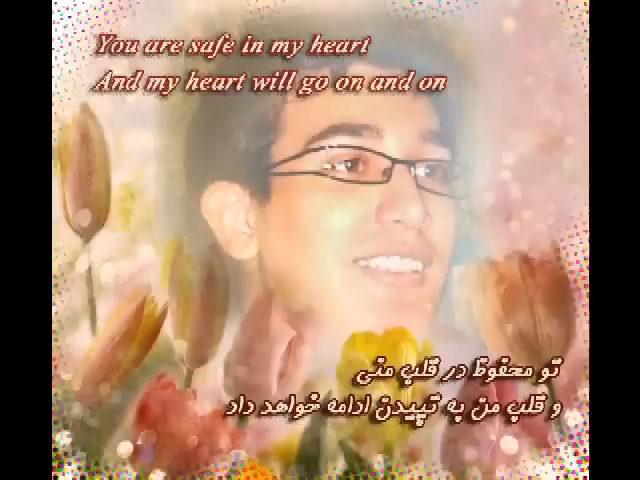 You are safe in my heart
And my heart will go on and on
تو محفوظ در قلب منی
و قلب من به تپیدن ادامه خواهد داد